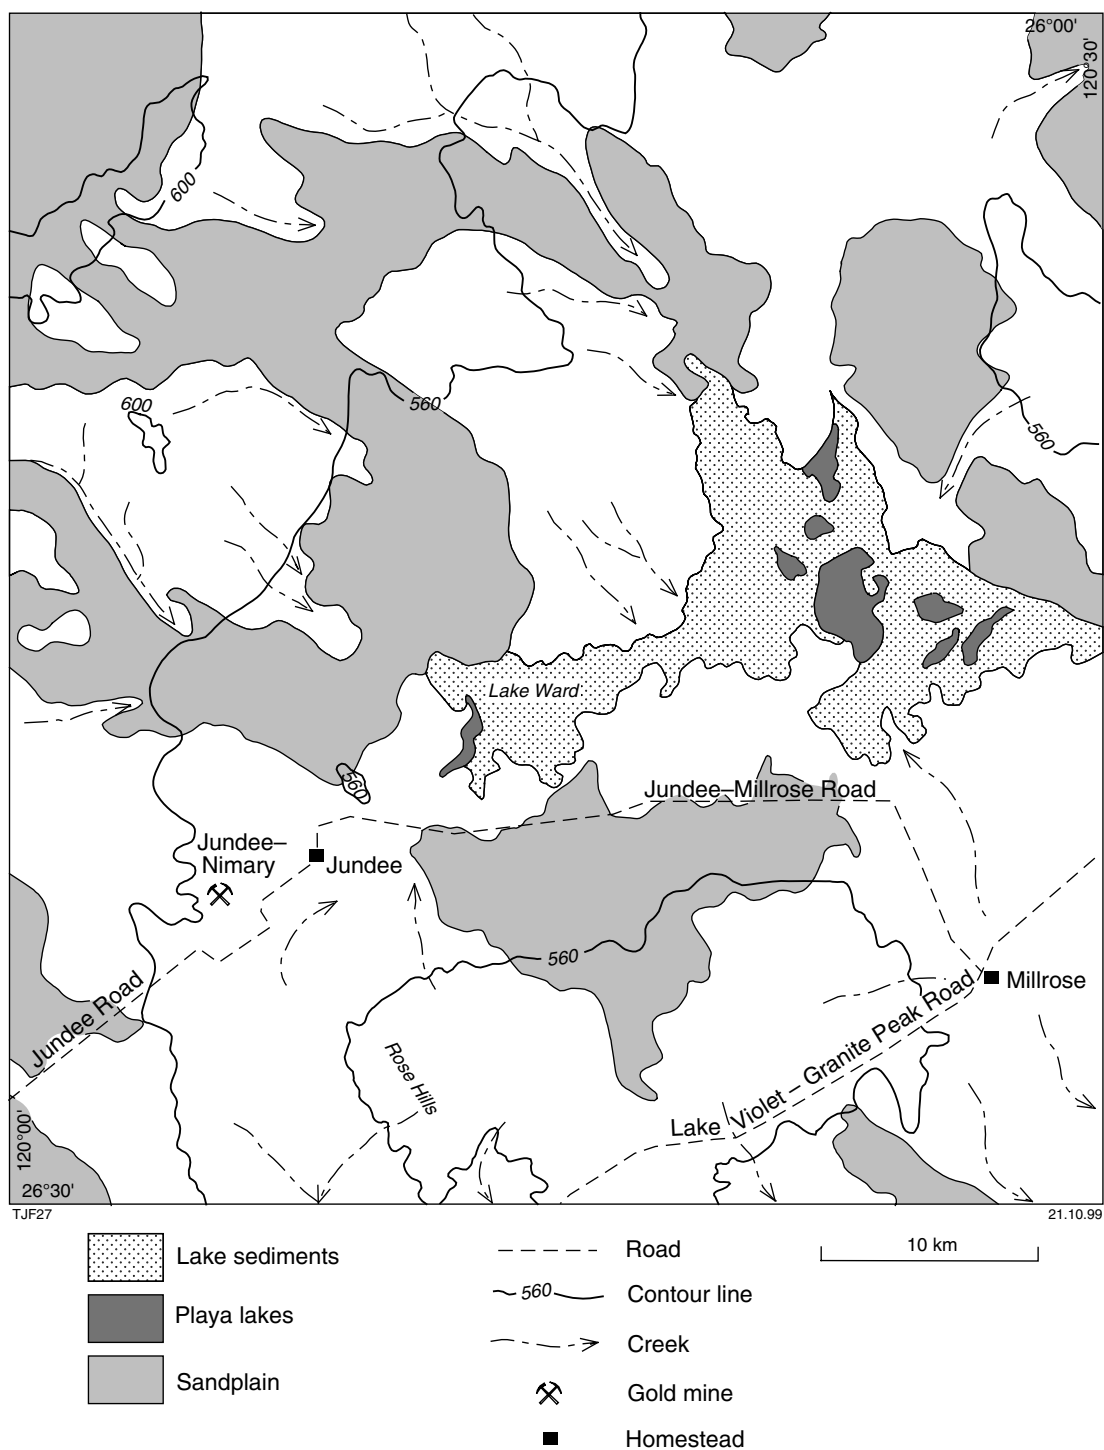 26°00'
120°30'
600
600
560
560
Lake Ward
560
Jundee–Millrose Road
Jundee–
Nimary
Jundee
560
Millrose
Jundee Road
Rose Hills
Lake Violet – Granite Peak Road
120°00'
26°30'
TJF27
21.10.99
Lake sediments
Playa lakes
Sandplain
Road
560
Contour line
Creek
Gold mine
Homestead
10 km